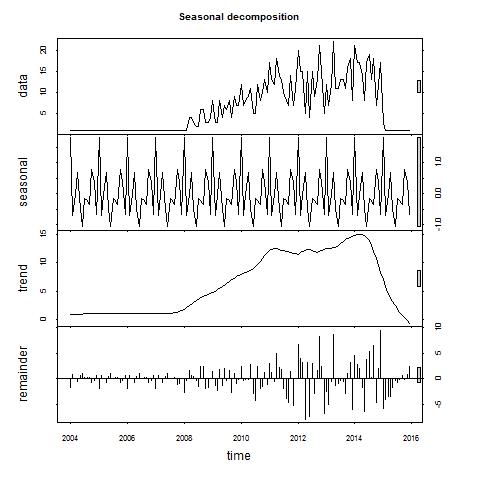 Seasonal decomposition
data
5 10 15 20
seasonal
-1.0 0.0 1.0
trend
0 5 10 15
remainder
-5 0 5 10
2004 2006 2008 2010 2012 2014 2016
time